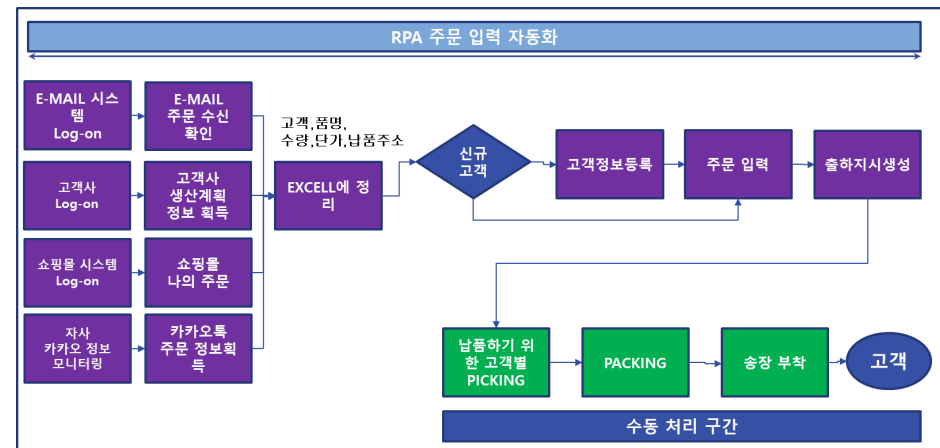 RPA 주문 입력 자동화
E-MAIL 시스
템
Log-on
E-MAIL
주문 수신
확인
고객,품명,
수량,단가,납품주소
고객사
Log-on
고객사
생산계획
정보 획득
EXCELL에 정
리
신규
고객
고객정보등록
주문 입력
출하지시생성
쇼핑몰 시스템
Log-on
쇼핑몰
나의 주문
자사
카카오 정보
모니터링
카카오톡
주문 정보획
득
납품하기 위
한 고객별
PICKING
PACKING
송장 부착
고객
수동 처리 구간